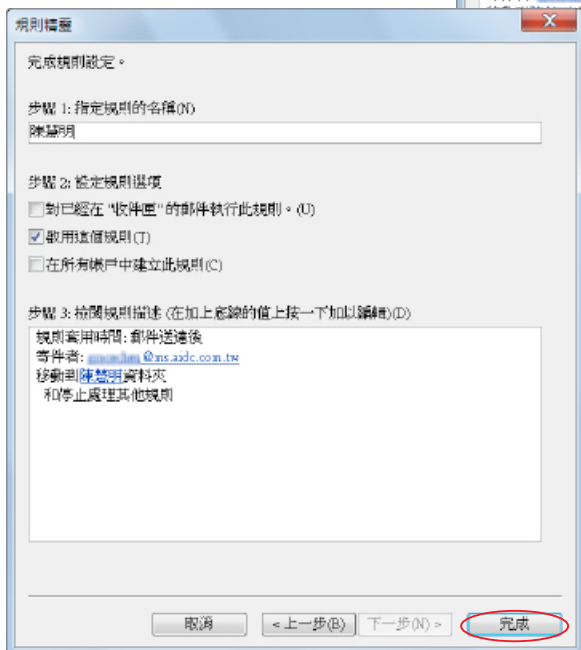 規則精靈
完成規則設定。
步驟 1: 指定規則的名稱(N)
陳慧明
步驟 2: 設定規則選項
對已經在 "收件匣" 的郵件執行此規則。(U)
啟用這個規則(T)
在所有帳戶中建立此規則(C)
步驟 3: 檢閱規則描述 (在加上底線的值上按一下加以編輯)(D)
規則套用時間: 郵件送達後
寄件者: @ms.aidc.com.tw
移動到陳慧明資料夾
和停止處理其他規則
取消 < 上一步(B) 下一步(N) > 完成